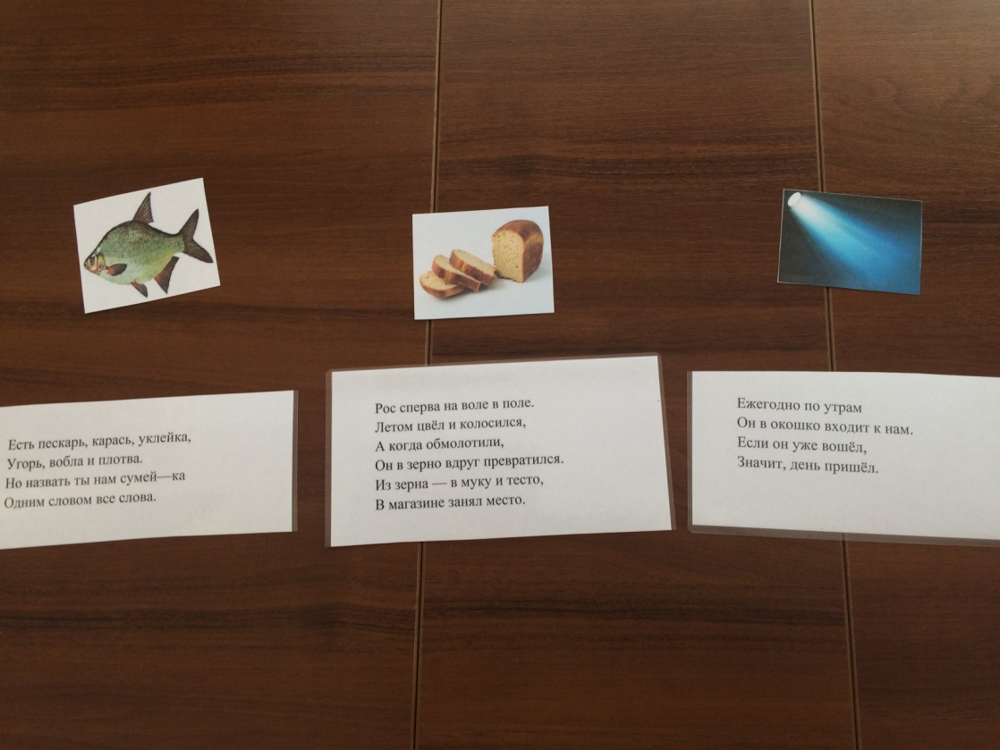 Есть пескарь, карась, уклейка,
Угорь, вобла и плотва.
Но назвать ты нам сумей—ка
Одним словом все слова.
Рос сперва на воле в поле.
Летом цвёл и колосился,
А когда обмолотили,
Он в зерно вдруг превратился.
Из зерна — в муку и тесто,
В магазине занял место.
Ежегодно по утрам
Он в окошко входит к нам.
Если он уже вошёл,
Значит, день пришёл.